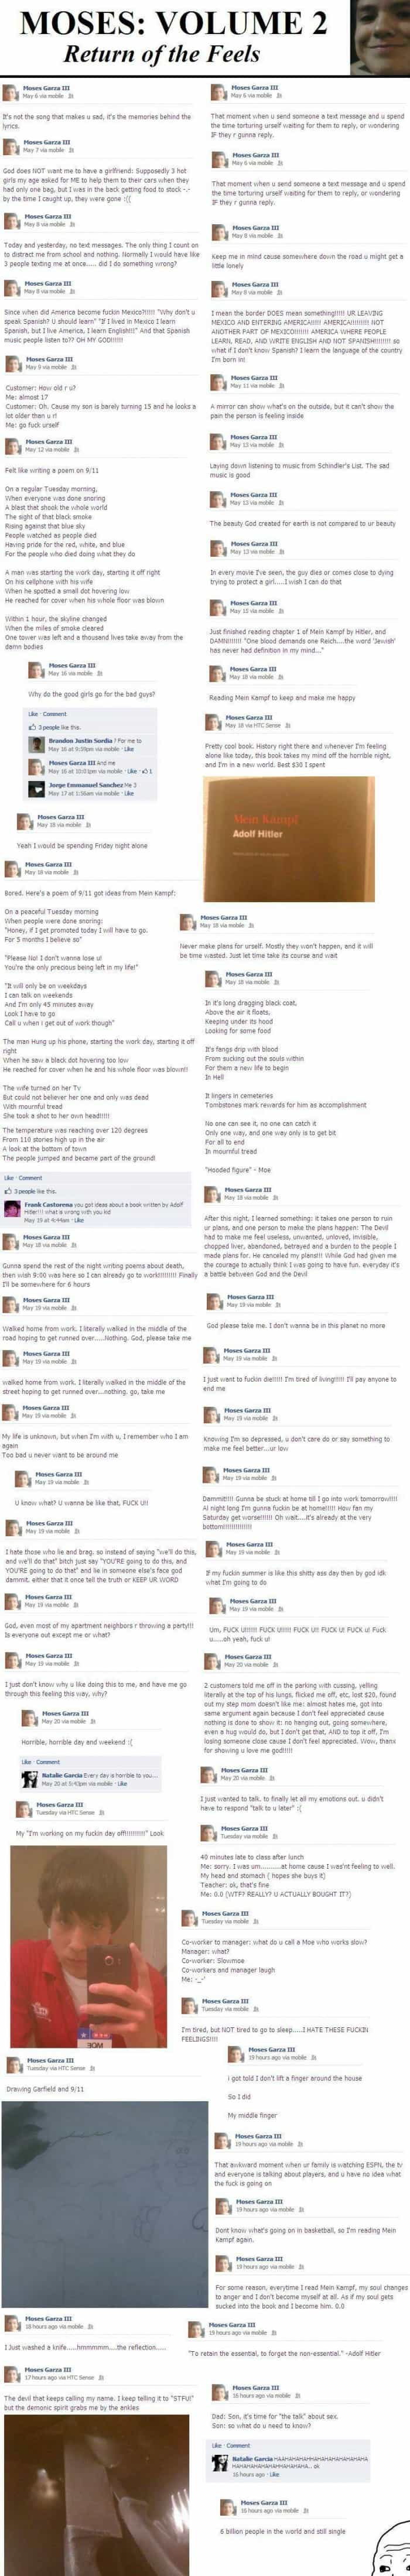 MOSES: VOLUME 2
Return of the Feels
Moses Garza III
May 6 via mobile
It's not the song that makes u sad, it's the memories behind the
lyrics.
Moses Garza III
May 7 via mobile
God does NOT want me to have a girlfriend: Supposedly 3 hot
girls my age asked for ME to help them to their cars when they
had only one bag, but I was in the back getting food to stock -.-
by the time I caught up, they were gone :((
Moses Garza III
May 8 via mobile
Today and yesterday, no text messages. The only thing I count on
to distract me from school and nothing. Normally I would have like
3 people texting me at once..... did I do something wrong?
Moses Garza III
May 8 via mobile
Since when did America become fuckin Mexico?!!!! "Why don't u
speak Spanish? U should learn" "If I lived in Mexico I learn
Spanish, but I live America, I learn English!!!" And that Spanish
music people listen to?? OH MY GOD!!!!!!
Moses Garza III
May 9 via mobile
Customer: How old r u?
Me: almost 17
Customer: Oh. Cause my son is barely turning 15 and he looks a
lot older than u r!
Me: go fuck urself
Moses Garza III
May 12 via mobile
Felt like writing a poem on 9/11
On a regular Tuesday morning,
When everyone was done snoring
A blast that shook the whole world
The sight of that black smoke
Rising against that blue sky
People watched as people died
Having pride for the red, white, and blue
For the people who died doing what they do
A man was starting the work day, starting it off right
On his cellphone with his wife
When he spotted a small dot hovering low
He reached for cover when his whole floor was blown
Within 1 hour, the skyline changed
When the miles of smoke cleared
One tower was left and a thousand lives take away from the
damn bodies
Moses Garza III
May 16 via mobile
Why do the good girls go for the bad guys?
Like · Comment
3 people like this.
Brandon Justin Surdia ? For me to
May 16 at 9:59pm via mobile · Like
Moses Garza III And me
May 16 at 10:01pm via mobile · Like · 1
Jorge Emmanuel Sanchez Me 3
May 17 at 1:56am via mobile · Like
Moses Garza III
May 18 via mobile
Yeah I would be spending Friday night alone
Moses Garza III
May 18 via mobile
Bored. Here's a poem of 9/11 got ideas from Mein Kampf:
On a peaceful Tuesday morning
When people were done snoring:
"Honey, if I get promoted today I will have to go.
For 5 months I believe so"
"Please No! I don't wanna lose u!
You're the only precious being left in my life!"
"It will only be on weekdays
I can talk on weekends
And I'm only 45 minutes away
Look I have to go
Call u when I get out of work though"
The man Hung up his phone, starting the work day, starting it off
right
When he saw a black dot hovering too low
He reached for cover when he and his whole floor was blown!!
The wife turned on her Tv
But could not believer her one and only was dead
With mournful tread
She took a shot to her own head!!!!!
The temperature was reaching over 120 degrees
From 110 stories high up in the air
A look at the bottom of town
The people jumped and became part of the ground!
Like · Comment
3 people like this.
Frank Castorena you got ideas about a book written by Adolf
Hitler!!!! what is wrong with you kid
May 19 at 4:44am · Like
Moses Garza III
May 18 via mobile
Gunna spend the rest of the night writing poems about death,
then wish 9:00 was here so I can already go to work!!!!!!!!! Finally
I'll be somewhere for 6 hours
Moses Garza III
May 19 via mobile
Walked home from work. I literally walked in the middle of the
road hoping to get runned over.....Nothing. God, please take me
Moses Garza III
May 19 via mobile
walked home from work. I literally walked in the middle of the
street hoping to get runned over...nothing. go, take me
Moses Garza III
May 19 via mobile
My life is unknown, but when I'm with u, I remember who I am
again
Too bad u never want to be around me
Moses Garza III
May 19 via mobile
U know what? U wanna be like that, FUCK U!!
Moses Garza III
May 19 via mobile
I hate those who lie and brag. so instead of saying "we'll do this,
and we'll do that" bitch just say "YOU'RE going to do this, and
YOU'RE going to do that" and lie in someone else's face god
dammit. either that it once tell the truth or KEEP UR WORD
Moses Garza III
May 19 via mobile
God, even most of my apartment neighbors r throwing a party!!!
Is everyone out except me or what?
Moses Garza III
May 19 via mobile
I just don't know why u like doing this to me, and have me go
through this feeling this way, why?
Moses Garza III
May 20 via mobile
Horrible, horrible day and weekend :(
Like · Comment
Natalie Garcia Every day is horrible to you...
May 20 at 5:43pm via mobile · Like
Moses Garza III
Tuesday via HTC Sense
My "I'm working on my fuckin day off!!!!!!!!!!" Look
MOE
Moses Garza III
Tuesday via HTC Sense
Drawing Garfield and 9/11
Moses Garza III
18 hours ago via mobile
I Just washed a knife.....hmmmmm.....the reflection.....
Moses Garza III
17 hours ago via HTC Sense
The devil that keeps calling my name. I keep telling it to "STFU!"
but the demonic spirit grabs me by the ankles
Moses Garza III
May 6 via mobile
That moment when u send someone a text message and u spend
the time torturing urself waiting for them to reply, or wondering
IF they r gunna reply.
Moses Garza III
May 6 via mobile
That moment when u send someone a text message and u spend
the time torturing urself waiting for them to reply, or wondering
IF they r gunna reply.
Moses Garza III
May 8 via mobile
Keep me in mind cause somewhere down the road u might get a
little lonely
Moses Garza III
May 8 via mobile
I mean the border DOES mean something!!!!! UR LEAVING
MEXICO AND ENTERING AMERICA!!!!! AMERICA!!!!!!!!! NOT
ANOTHER PART OF MEXICO!!!!!!! AMERICA WHERE PEOPLE
LEARN, READ, AND WRITE ENGLISH AND NOT SPANISH!!!!!!! so
what if I don't know Spanish? I learn the language of the country
I'm born in!
Moses Garza III
May 11 via mobile
A mirror can show what's on the outside, but it can't show the
pain the person is feeling inside
Moses Garza III
May 13 via mobile
Laying down listening to music from Schindler's List. The sad
music is good
Moses Garza III
May 13 via mobile
The beauty God created for earth is not compared to ur beauty
Moses Garza III
May 13 via mobile
In every movie I've seen, the guy dies or comes close to dying
trying to protect a girl.....I wish I can do that
Moses Garza III
May 15 via mobile
Just finished reading chapter 1 of Mein Kampf by Hitler, and
DAMN!!!!!!! "One blood demands one Reich....the word 'Jewish'
has never had definition in my mind..."
Moses Garza III
May 18 via mobile
Reading Mein Kampf to keep and make me happy
Moses Garza III
May 18 via HTC Sense
Pretty cool book. History right there and whenever I'm feeling
alone like today, this book takes my mind off the horrible night,
and I'm in a new world. Best $30 I spent
Mein Kampf
Adolf Hitler
Moses Garza III
May 18 via mobile
Never make plans for urself. Mostly they won't happen, and it will
be time wasted. Just let time take its course and wait
Moses Garza III
May 18 via mobile
In it's long dragging black coat,
Above the air it floats,
Keeping under its hood
Looking for some food
It's fangs drip with blood
From sucking out the souls within
For them a new life to begin
In Hell
It lingers in cemeteries
Tombstones mark rewards for him as accomplishment
No one can see it, no one can catch it
Only one way, and one way only is to get bit
For all to end
In mournful tread
"Hooded figure" - Moe
Moses Garza III
May 19 via mobile
After this night, I learned something: it takes one person to ruin
ur plans, and one person to make the plans happen: The Devil
had to make me feel useless, unwanted, unloved, invisible,
chopped liver, abandoned, betrayed and a burden to the people I
made plans for. He canceled my plans!!! While God had given me
the courage to actually think I was going to have fun. everyday it's
a battle between God and the Devil
Moses Garza III
May 19 via mobile
God please take me. I don't wanna be in this planet no more
Moses Garza III
May 19 via mobile
I just want to fuckin die!!!!! I'm tired of living!!!!! I'll pay anyone to
end me
Moses Garza III
May 19 via mobile
Knowing I'm so depressed, u don't care do or say something to
make me feel better...ur low
Moses Garza III
May 19 via mobile
Dammit!!!! Gunna be stuck at home till I go into work tomorrow!!!!
Al night long I'm gunna fuckin be at home!!!!! How fan my
Saturday get worse!!!!!! Oh wait....it's already at the very
bottom!!!!!!!!!!!!!
Moses Garza III
May 19 via mobile
If my fuckin summer is like this shitty ass day then by god idk
what I'm going to do
Moses Garza III
May 19 via mobile
Um, FUCK U!!!!!!! FUCK U!!!!! FUCK U!! FUCK U! FUCK u! Fuck
u.....oh yeah, fuck u!
Moses Garza III
May 20 via mobile
2 customers told me off in the parking with cussing, yelling
literally at the top of his lungs, flicked me off, etc, lost $20, found
out my step mom doesn't like me: almost hates me, got into
same argument again because I don't feel appreciated cause
nothing is done to show it: no hanging out, going somewhere,
even a hug would do, but I don't get that, AND to top it off, I'm
losing someone close cause I don't feel appreciated. Wow, thanx
for showing u love me god!!!!!
Moses Garza III
May 20 via mobile
I just wanted to talk. to finally let all my emotions out. u didn't
have to respond "talk to u later" :(
Moses Garza III
Tuesday via mobile
40 minutes late to class after lunch
Me: sorry. I was um..........at home cause I was'nt feeling to well.
My head and stomach ( hopes she buys it)
Teacher: ok, that's fine
Me: 0.0 (WTF? REALLY? U ACTUALLY BOUGHT IT?)
Moses Garza III
Tuesday via mobile
Co-worker to manager: what do u call a Moe who works slow?
Manager: what?
Co-worker: Slowmoe
Co-workers and manager laugh
Me: -_-'
Moses Garza III
Tuesday via mobile
I'm tired, but NOT tired to go to sleep.....I HATE THESE FUCKIN
FEELINGS!!!!
Moses Garza III
19 hours ago via mobile
I got told I don't lift a finger around the house
So I did
My middle finger
Moses Garza III
19 hours ago via mobile
That awkward moment when ur family is watching ESPN, the tv
and everyone is talking about players, and u have no idea what
the fuck is going on
Moses Garza III
19 hours ago via mobile
Dont know what's going on in basketball, so I'm reading Mein
Kampf again.
Moses Garza III
19 hours ago via mobile
For some reason, everytime I read Mein Kampf, my soul changes
to anger and I don't become myself at all. As if my soul gets
sucked into the book and I become him. 0.0
Moses Garza III
19 hours ago via mobile
"To retain the essential, to forget the non-essential." -Adolf Hitler
Moses Garza III
16 hours ago via mobile
Dad: Son, it's time for "the talk" about sex.
Son: so what do u need to know?
Like · Comment
Natalie Garcia HAAHAHAHAHHAHAHAHAHAHAHAHA
HAHAHAHAHAHAHAHHAHAHAHA.. ok
16 hours ago · Like
Moses Garza III
16 hours ago via mobile
6 billion people in the world and still single